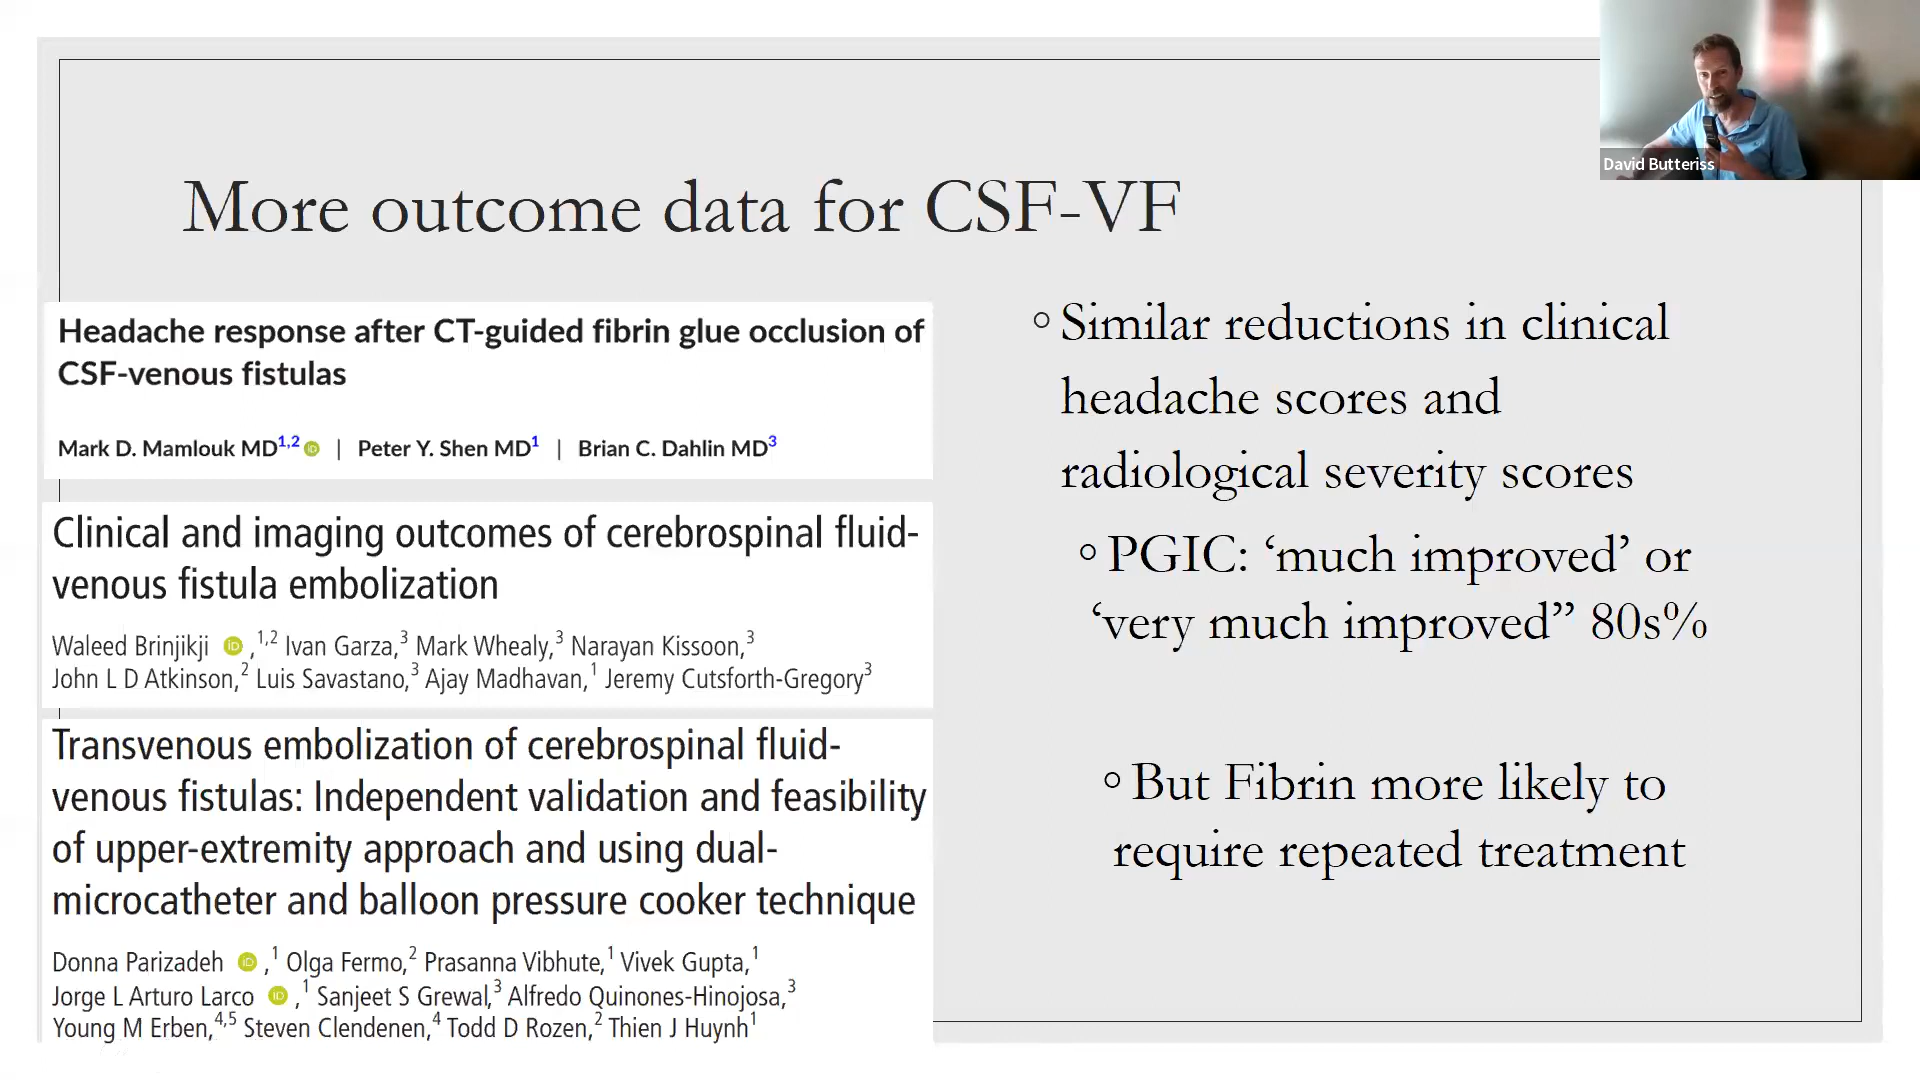 David Butteriss
More outcome data for CSF-VF
Headache response after CT-guided fibrin glue occlusion of
CSF-venous fistulas
Mark D. Mamlouk MD1,2 iD | Peter Y. Shen MD1 | Brian C. Dahlin MD3
Clinical and imaging outcomes of cerebrospinal fluid-
venous fistula embolization
Waleed Brinjikji iD ,1,2 Ivan Garza,3 Mark Whealy,3 Narayan Kissoon,3
John L D Atkinson,2 Luis Savastano,3 Ajay Madhavan,1 Jeremy Cutsforth-Gregory3
Transvenous embolization of cerebrospinal fluid-
venous fistulas: Independent validation and feasibility
of upper-extremity approach and using dual-
microcatheter and balloon pressure cooker technique
Donna Parizadeh iD ,1 Olga Fermo,2 Prasanna Vibhute,1 Vivek Gupta,1
Jorge L Arturo Larco iD ,1 Sanjeet S Grewal,3 Alfredo Quinones-Hinojosa,3
Young M Erben,4,5 Steven Clendenen,4 Todd D Rozen,2 Thien J Huynh1
Similar reductions in clinical
headache scores and
radiological severity scores
PGIC: ‘much improved’ or
‘very much improved’’ 80s%
But Fibrin more likely to
require repeated treatment